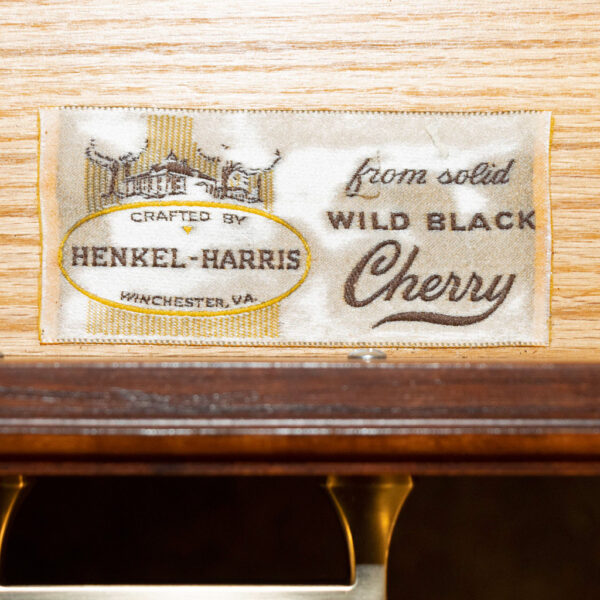 CRAFTED BY
HENKEL-HARRIS
WINCHESTER, VA.
from solid
WILD BLACK
Cherry